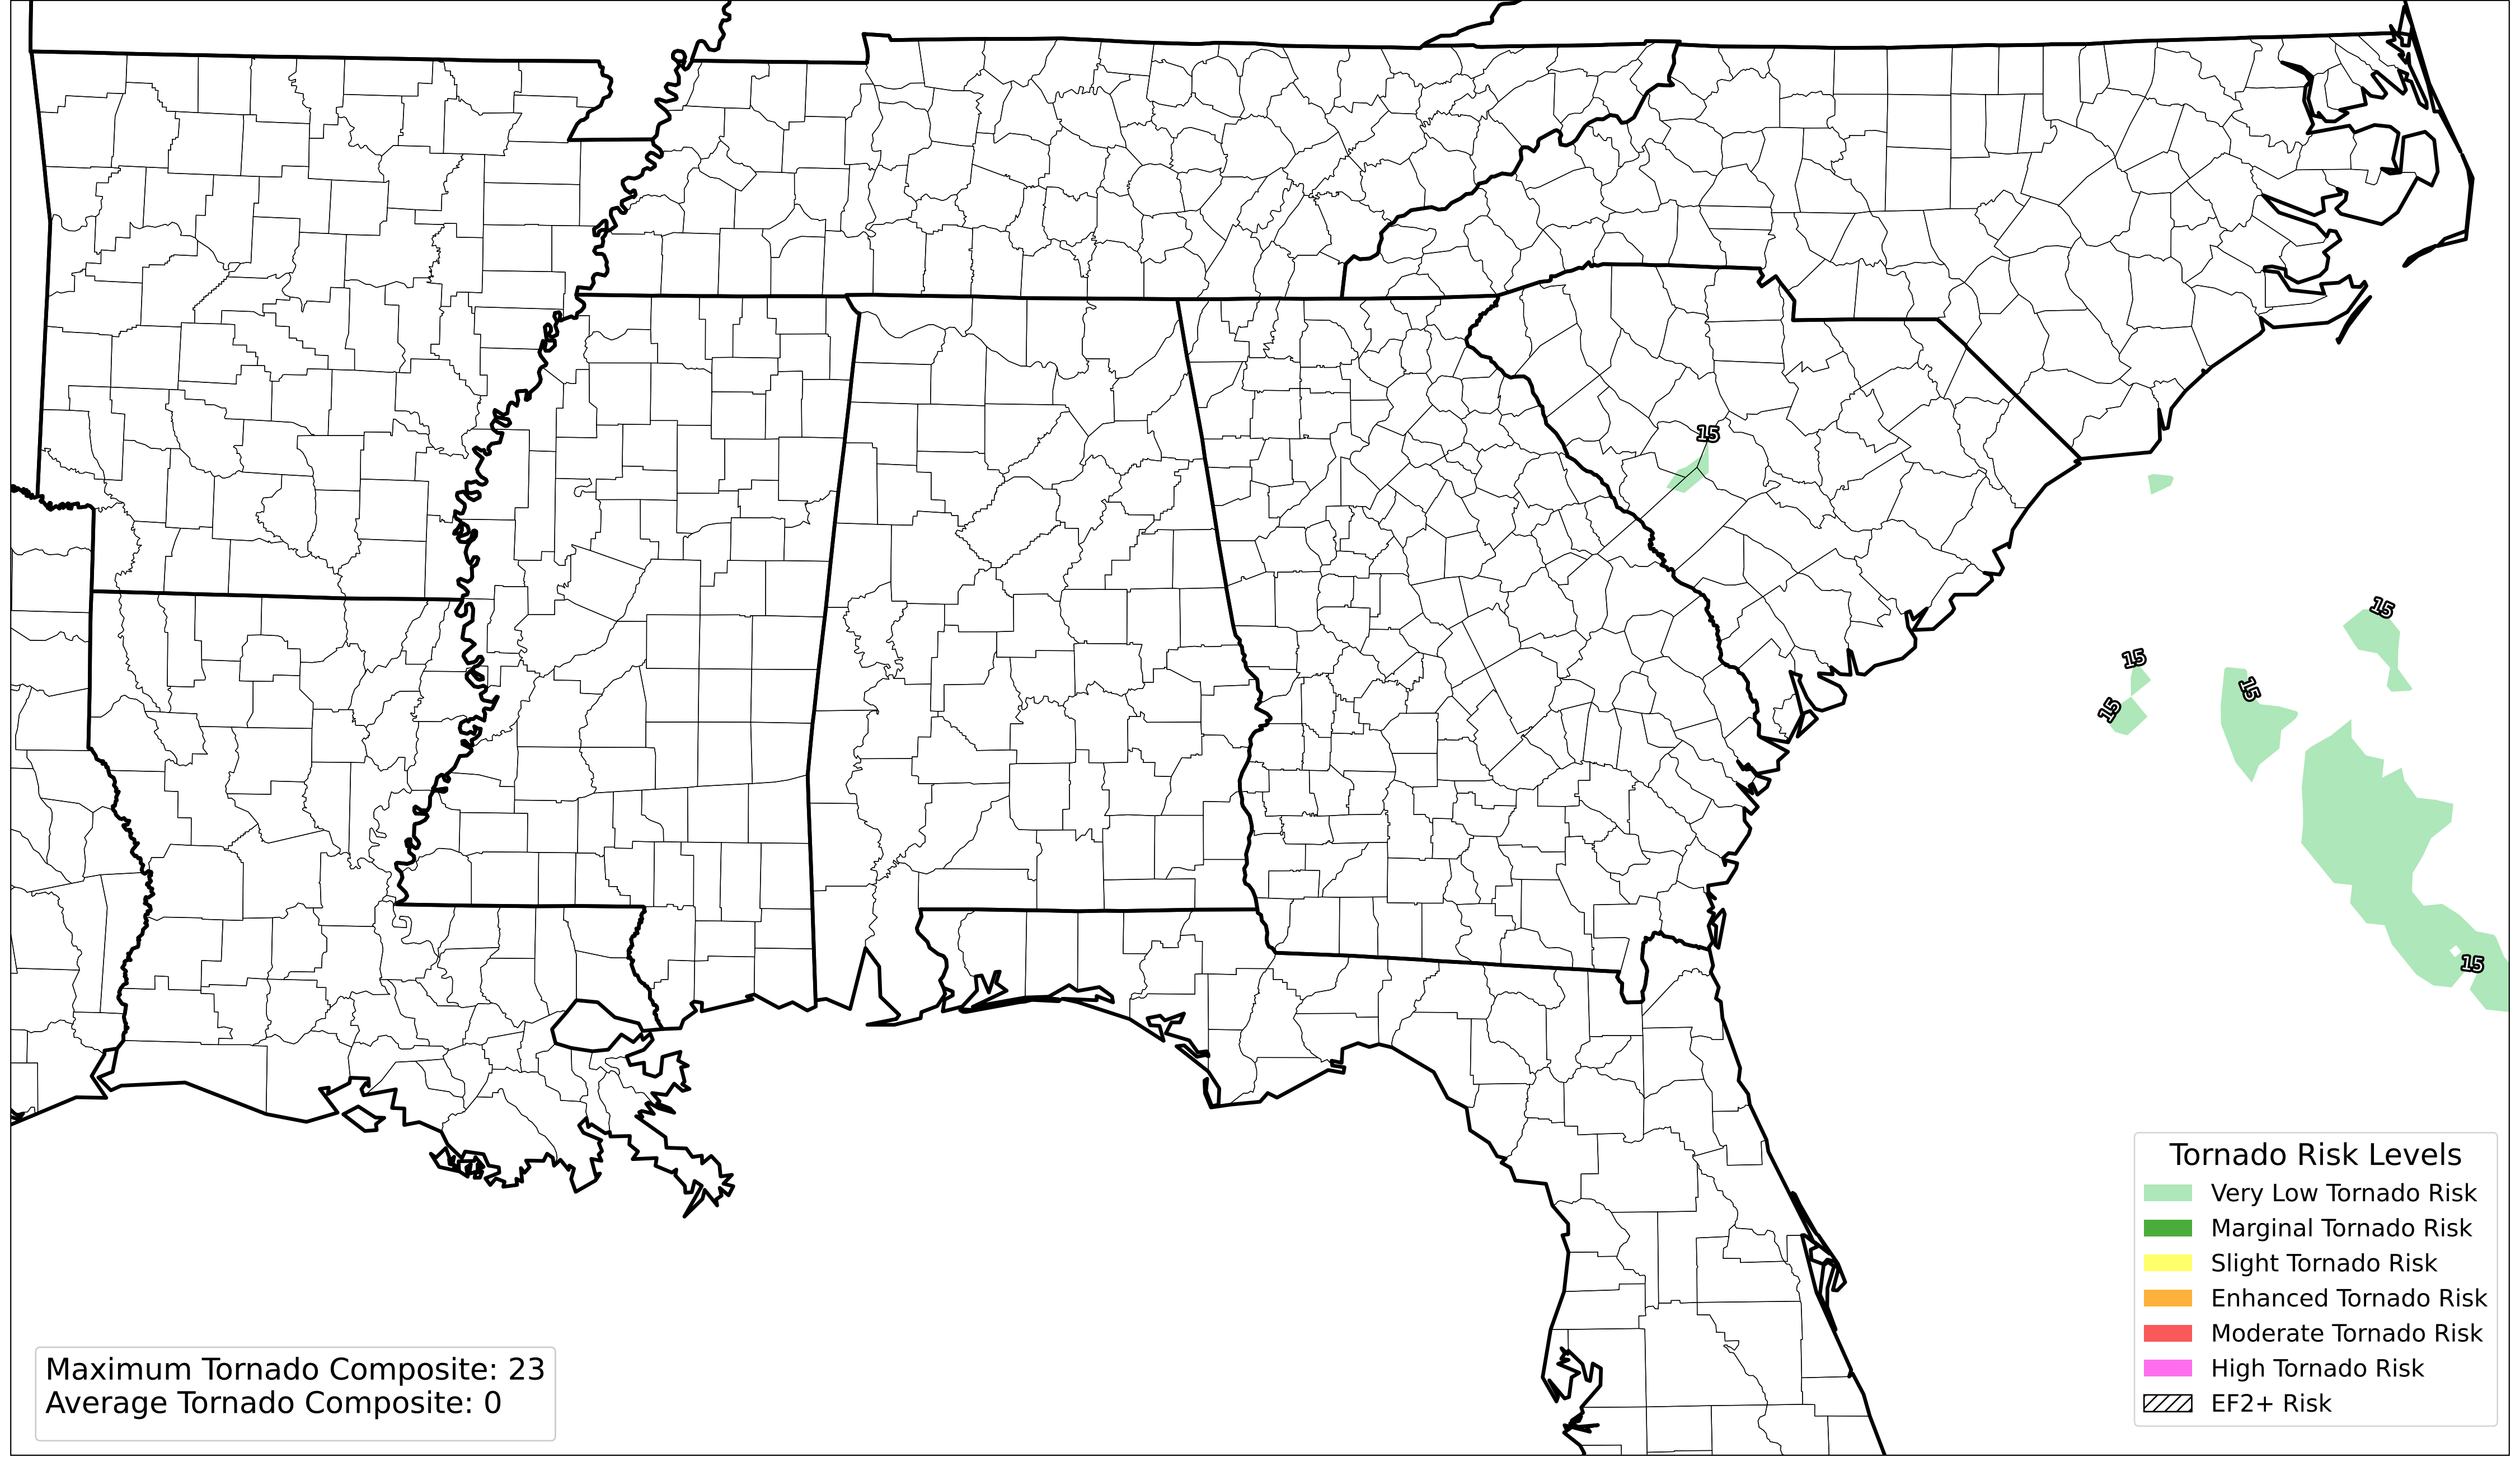 15
15
15
15
15
15
Tornado Risk Levels
Very Low Tornado Risk
Marginal Tornado Risk
Slight Tornado Risk
Enhanced Tornado Risk
Moderate Tornado Risk
High Tornado Risk
EF2+ Risk
Maximum Tornado Composite: 23
Average Tornado Composite: 0